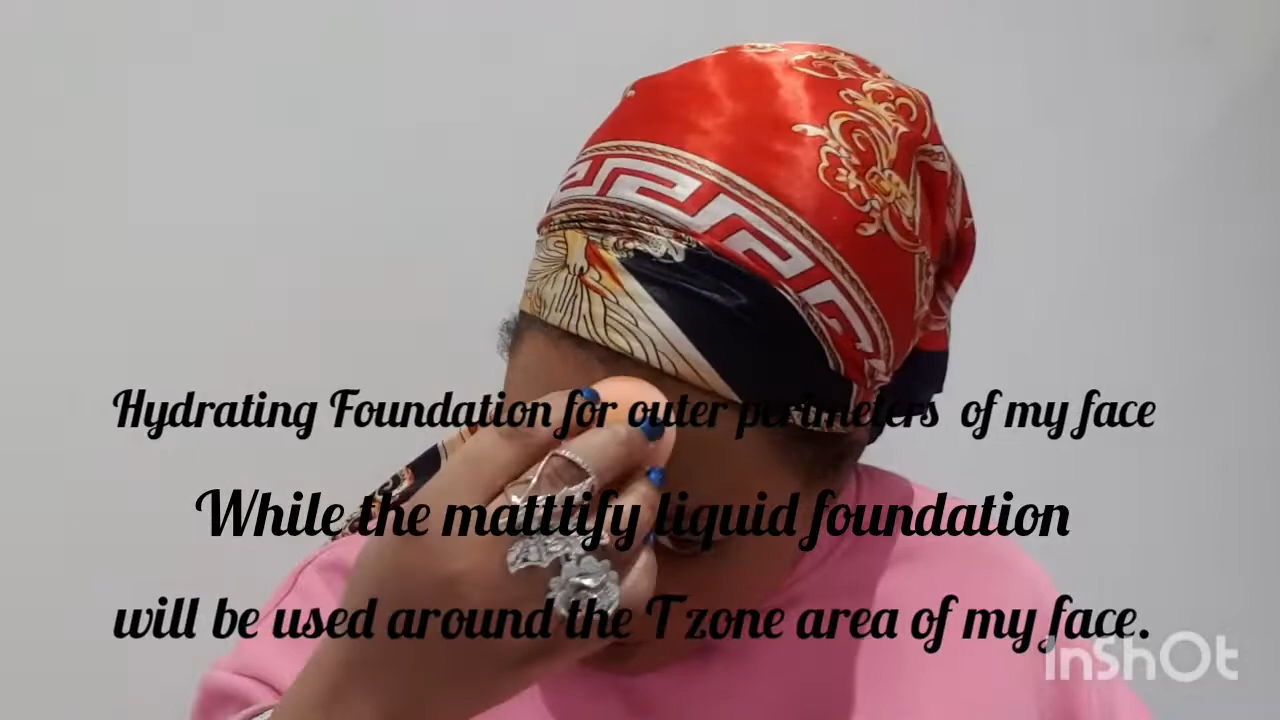 Hydrating Foundation for outer perimeters of my face
While the matttify liquid foundation
will be used around the T zone area of my face.
InShOt